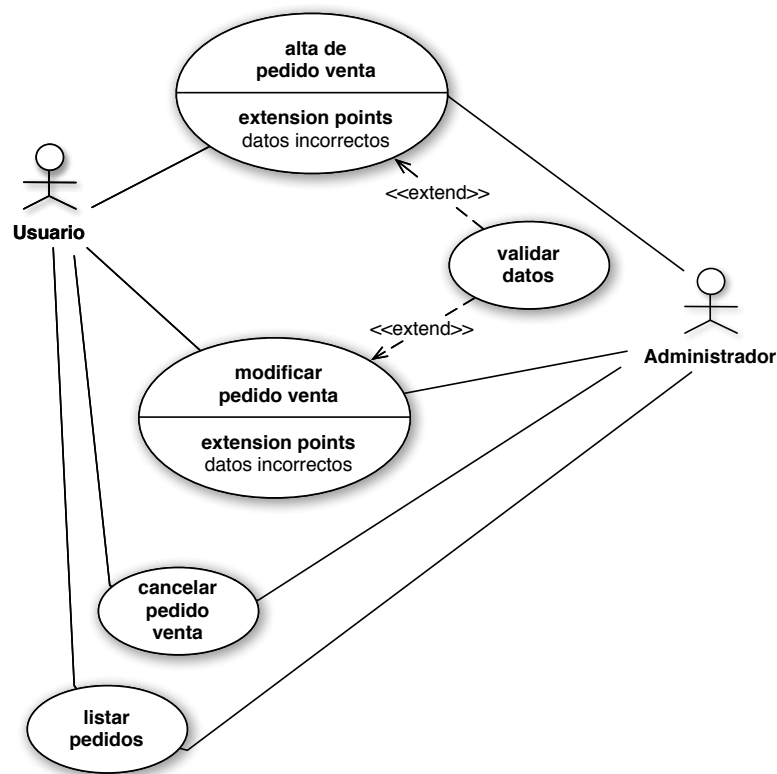 alta de
pedido venta
extension points
datos incorrectos
<<extend>>
Usuario
validar
datos
<<extend>>
Administrador
modificar
pedido venta
extension points
datos incorrectos
cancelar
pedido
venta
listar
pedidos